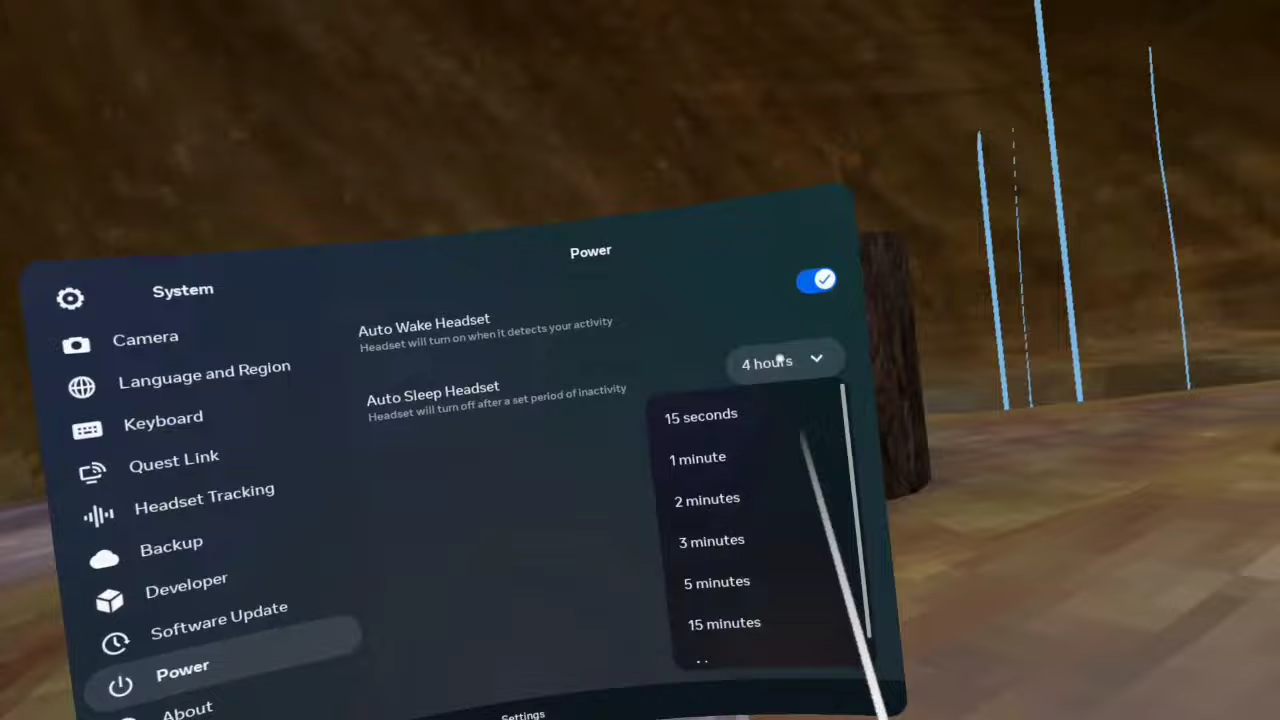 System
Camera
Language and Region
Keyboard
Quest Link
Headset Tracking
Backup
Developer
Software Update
Power
About
Power
Auto Wake Headset
Headset will turn on when it detects your activity
Auto Sleep Headset
Headset will turn off after a set period of inactivity
4 hours
15 seconds
1 minute
2 minutes
3 minutes
5 minutes
15 minutes
Settings